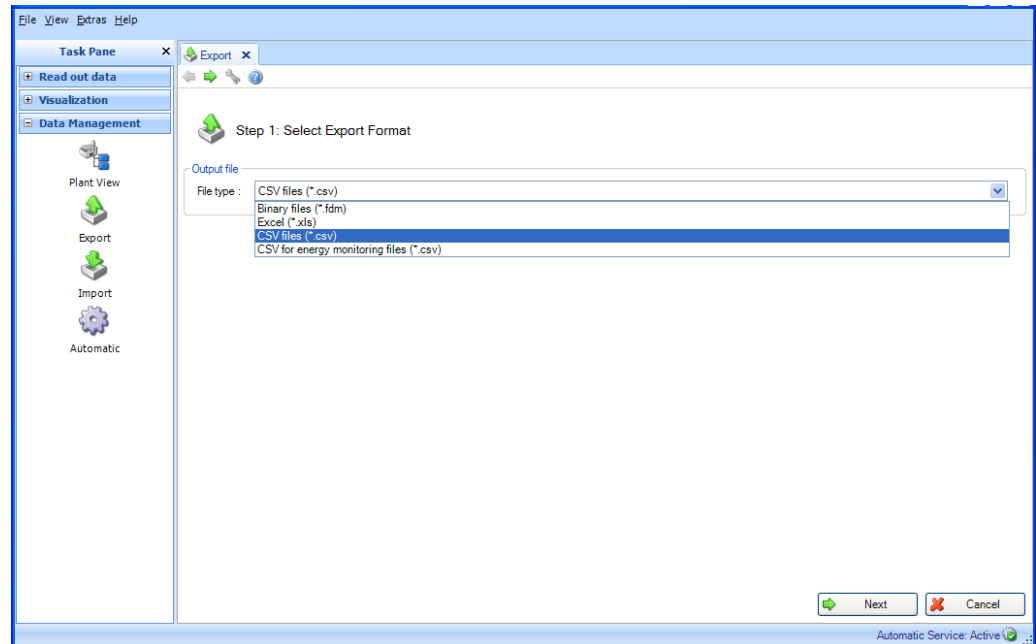 File View Extras Help
Task Pane
Export
Read out data
Visualization
Data Management
Plant View
Export
Import
Automatic
Step 1: Select Export Format
Output file
File type : CSV files (*.csv)
Binary files (*.fdm)
Excel (*.xls)
CSV files (*.csv)
CSV for energy monitoring files (*.csv)
Next
Cancel
Automatic Service: Active